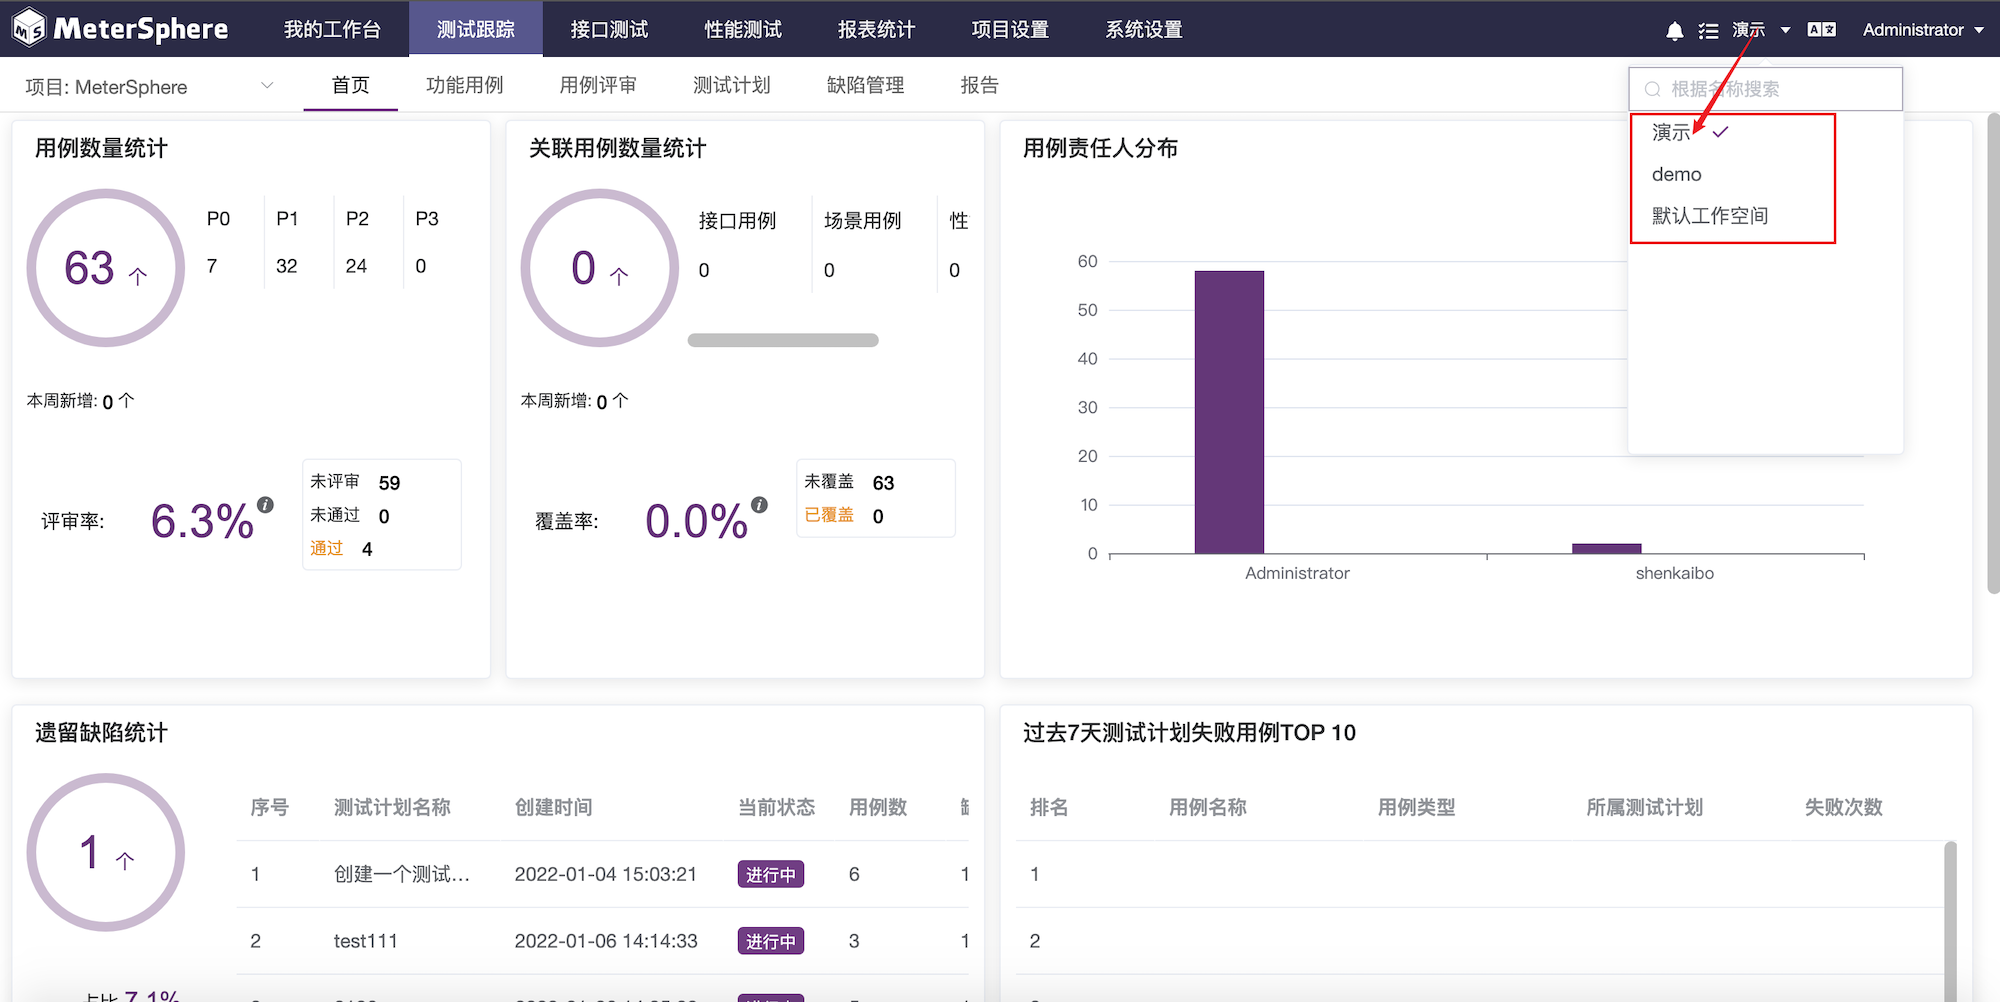 MeterSphere 我的工作台 测试跟踪 接口测试 性能测试 报表统计 项目设置 系统设置 演示 Administrator
项目: MeterSphere 首页 功能用例 用例评审 测试计划 缺陷管理 报告
根据名称搜索
演示
demo
默认工作空间
用例数量统计
63 个
P0 P1 P2 P3
7 32 24 0
本周新增: 0 个
评审率: 6.3%
未评审 59
未通过 0
通过 4
关联用例数量统计
0 个
接口用例 场景用例 性
0 0 0
本周新增: 0 个
覆盖率: 0.0%
未覆盖 63
已覆盖 0
用例责任人分布
60
50
40
30
20
10
0
Administrator shenkaibo
遗留缺陷统计
1 个
占比 7.1%
序号 测试计划名称 创建时间 当前状态 用例数
1 创建一个测试... 2022-01-04 15:03:21 进行中 6 1
2 test111 2022-01-06 14:14:33 进行中 3 1
过去7天测试计划失败用例TOP 10
排名 用例名称 用例类型 所属测试计划 失败次数
1
2